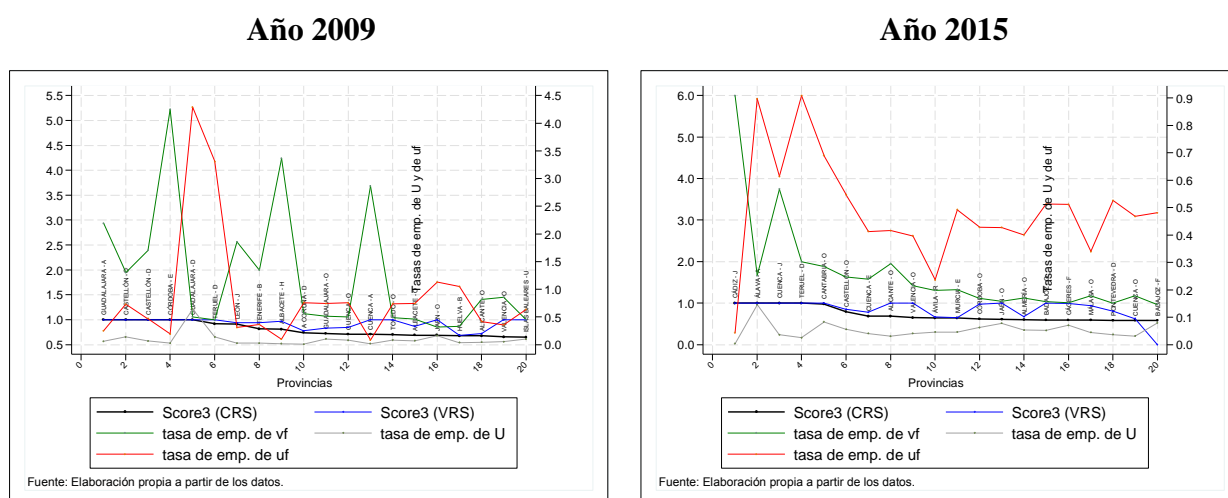 Año 2009
5.5
5.0
4.5
4.0
3.5
3.0
2.5
2.0
1.5
1.0
0.5
4.5
4.0
3.5
3.0
2.5
2.0
1.5
1.0
0.5
0.0
GUADALAJARA - A
CASTELLÓN - O
CASTELLÓN - D
CÓRDOBA - E
GUADALAJARA - D
TERUEL - D
LEÓN - J
TENERIFE - B
ALBACETE - H
A CORUÑA - D
GUADALAJARA - O
CUENCA - O
CUENCA - A
TOLEDO - O
ALBACETE - O
JAÉN - O
HUELVA - B
ALICANTE - O
VALENCIA - O
ISLAS BALEARES - U
Tasas de emp. de U y de uf
0 2 4 6 8 10 12 14 16 18 20
Provincias
Score3 (CRS) Score3 (VRS)
tasa de emp. de vf tasa de emp. de U
tasa de emp. de uf
Fuente: Elaboración propia a partir de los datos.
Año 2015
6.0
5.0
4.0
3.0
2.0
1.0
0.0
0.9
0.8
0.7
0.6
0.5
0.4
0.3
0.2
0.1
0.0
CÁDIZ - J
ÁLAVA - J
CUENCA - J
TERUEL - D
CANTABRIA - O
CASTELLÓN - O
CUENCA - E
ALICANTE - O
VALENCIA - O
ÁVILA - R
MURCIA - E
CÓRDOBA - O
JAÉN - O
ALMERÍA - O
CÁCERES - F
MÁLAGA - O
PONTEVEDRA - D
CUENCA - O
BADAJOZ - F
Tasas de emp. de U y de uf
0 2 4 6 8 10 12 14 16 18 20
Provincias
Score3 (CRS) Score3 (VRS)
tasa de emp. de vf tasa de emp. de U
tasa de emp. de uf
Fuente: Elaboración propia a partir de los datos.